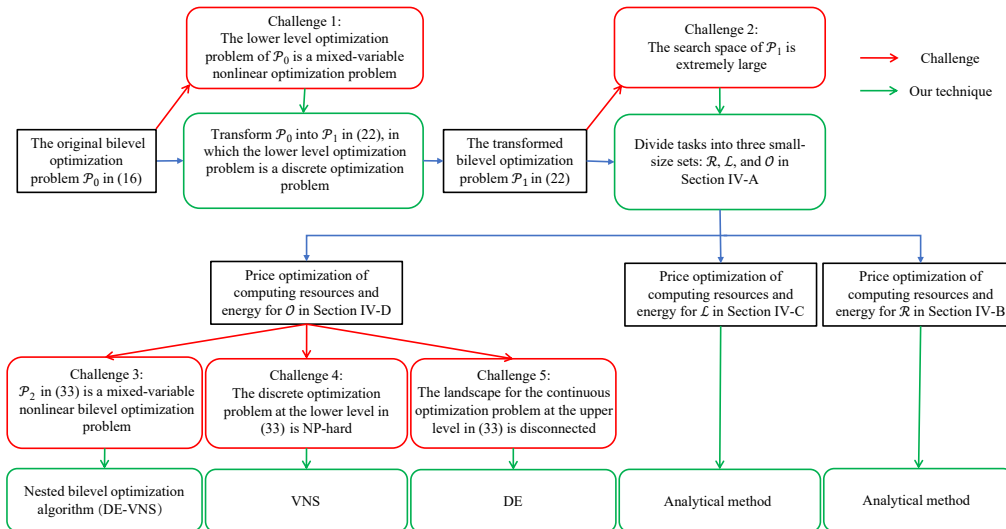 Challenge 1:
The lower level optimization
problem of 𝒫₀ is a mixed-variable
nonlinear optimization problem
Challenge 2:
The search space of 𝒫₁ is
extremely large
Challenge
Our technique
The original bilevel
optimization
problem 𝒫₀ in (16)
Transform 𝒫₀ into 𝒫₁ in (22), in
which the lower level optimization
problem is a discrete optimization
problem
The transformed
bilevel optimization
problem 𝒫₁ in (22)
Divide tasks into three small-
size sets: ℛ, ℒ, and 𝒪 in
Section IV-A
Price optimization of
computing resources and
energy for 𝒪 in Section IV-D
Price optimization of
computing resources and
energy for ℒ in Section IV-C
Price optimization of
computing resources and
energy for ℛ in Section IV-B
Challenge 3:
𝒫₂ in (33) is a mixed-variable
nonlinear bilevel optimization
problem
Challenge 4:
The discrete optimization
problem at the lower level in
(33) is NP-hard
Challenge 5:
The landscape for the continuous
optimization problem at the upper
level in (33) is disconnected
Nested bilevel optimization
algorithm (DE-VNS)
VNS
DE
Analytical method
Analytical method